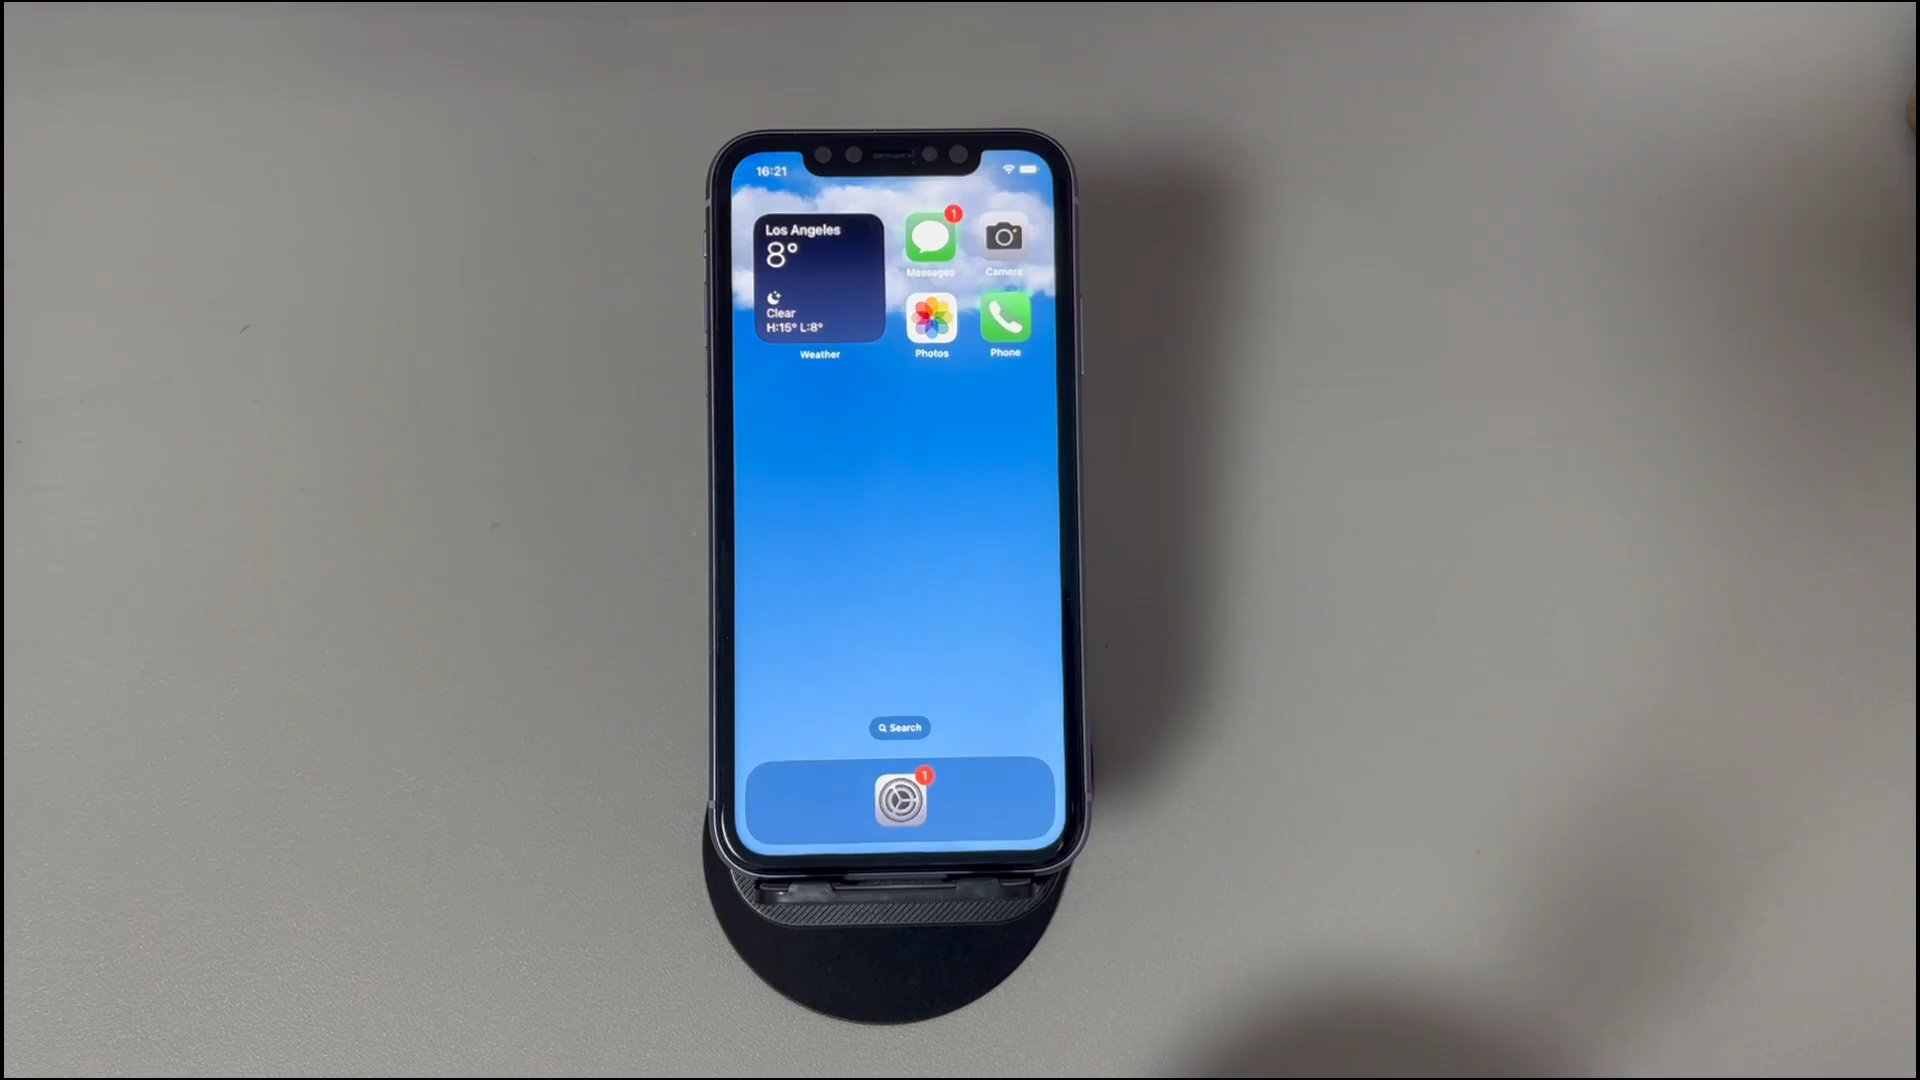 16:21
Los Angeles
8°
Clear
H:15° L:8°
Weather
1
Messages
Camera
Photos
Phone
Search
1